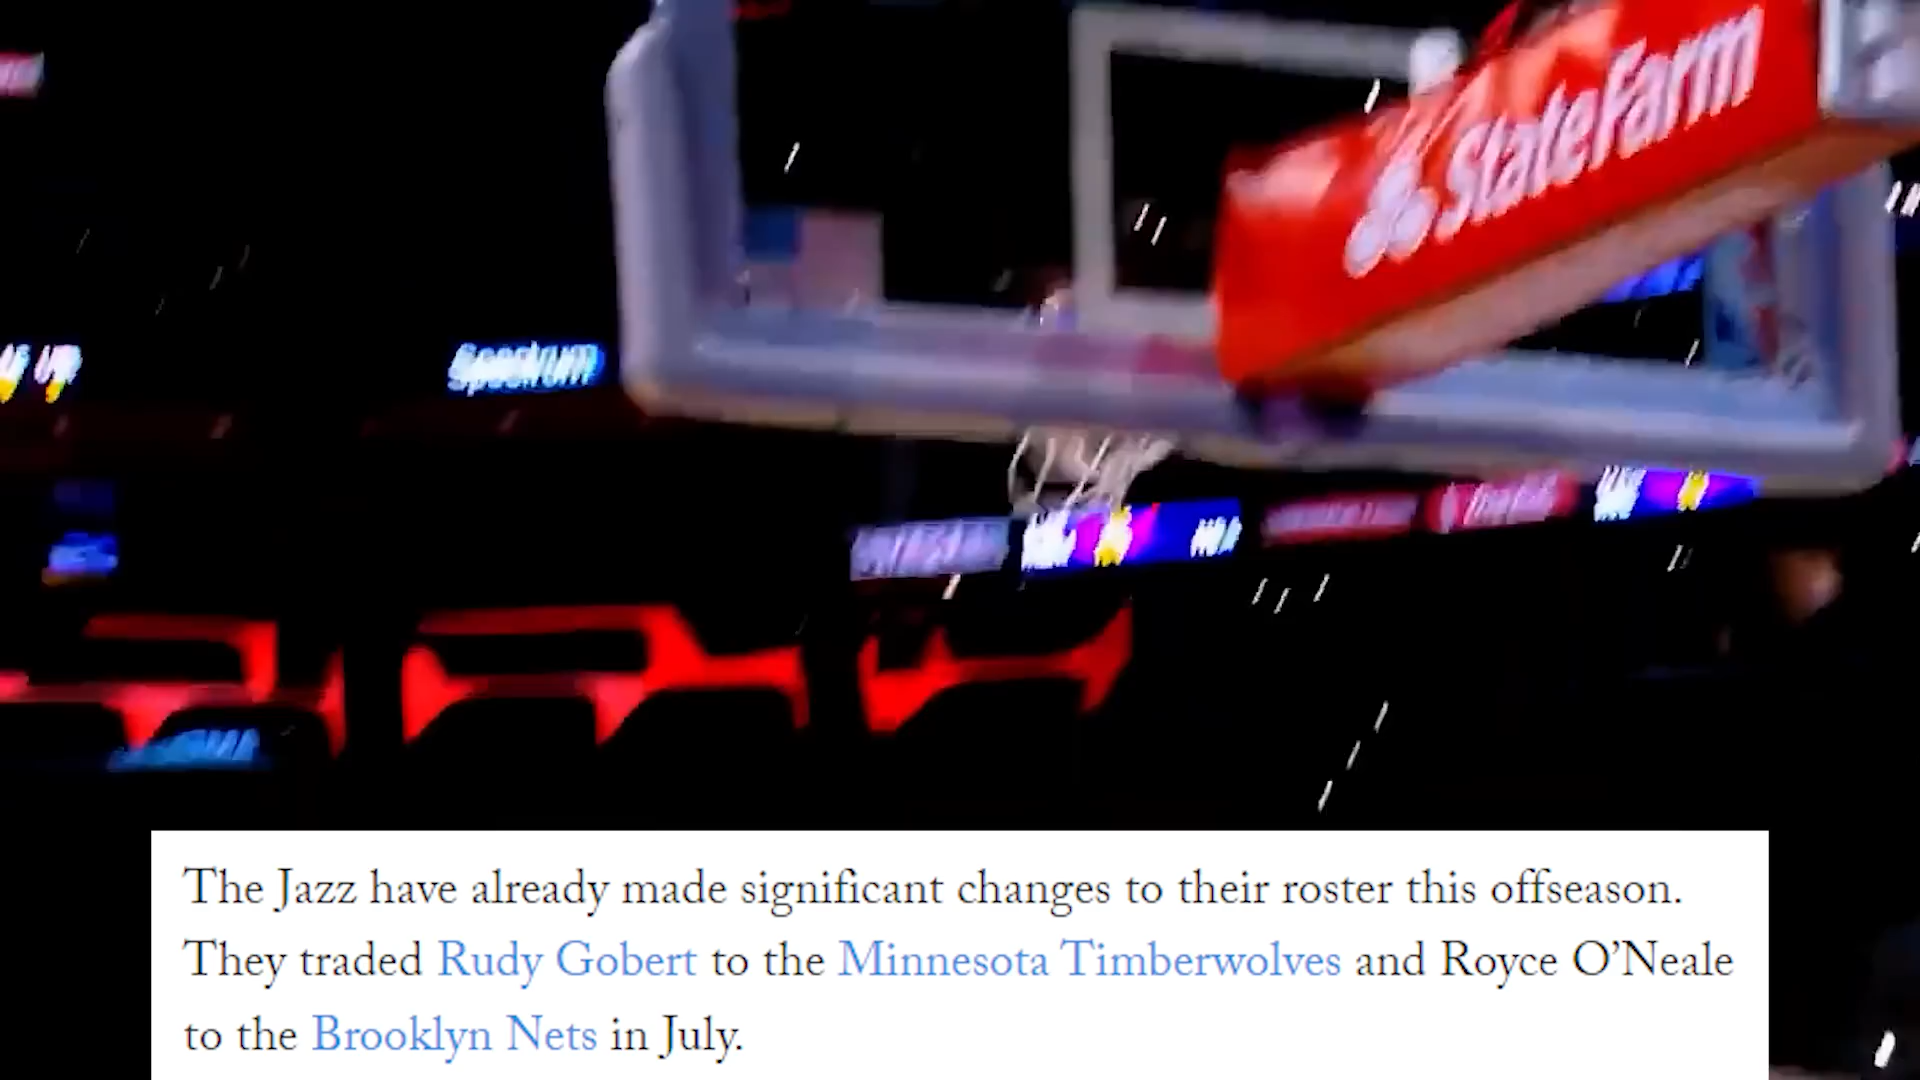 StateFarm
UP
Spectrum
The Jazz have already made significant changes to their roster this offseason.
They traded Rudy Gobert to the Minnesota Timberwolves and Royce O’Neale
to the Brooklyn Nets in July.